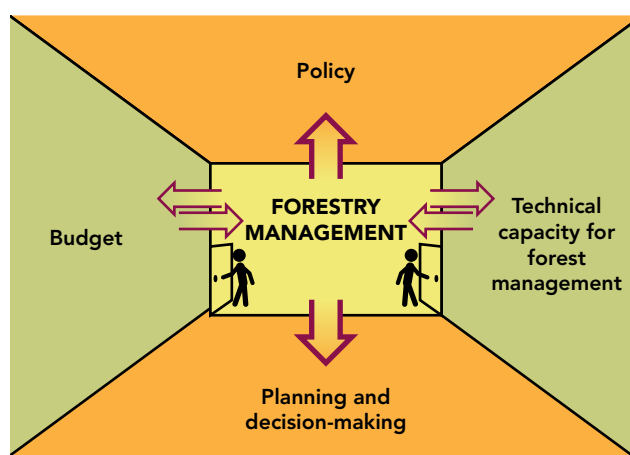 Policy
FORESTRY
MANAGEMENT
Budget
Technical
capacity for
forest
management
Planning and
decision-making